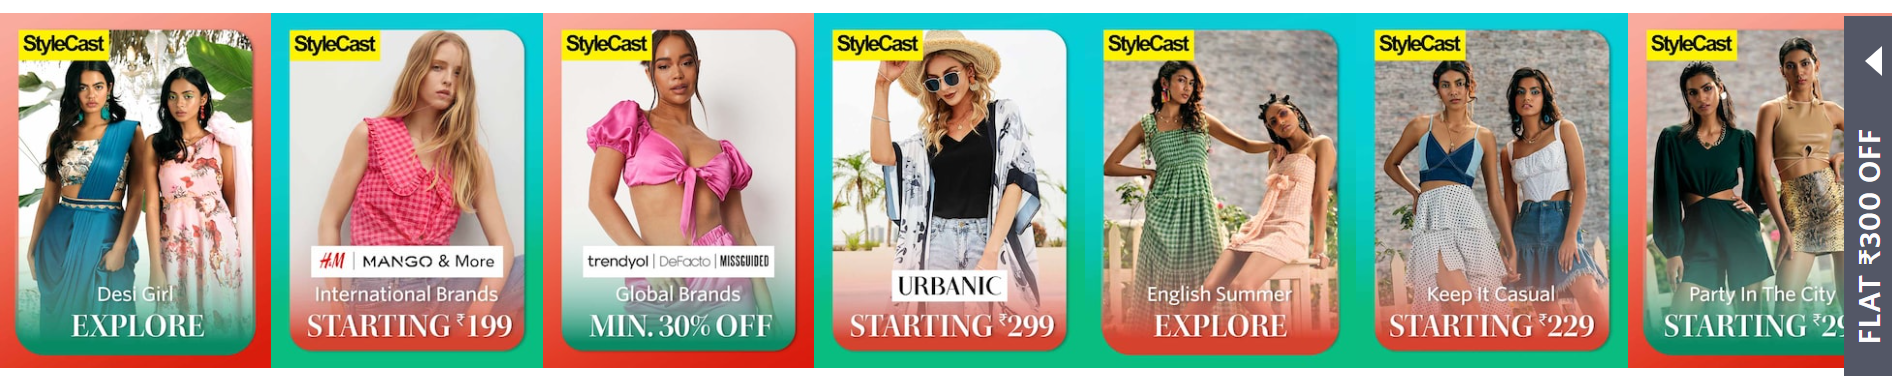 StyleCast
Desi Girl
EXPLORE
StyleCast
H&M | MANGO & More
International Brands
STARTING ₹199
StyleCast
trendyol | DeFacto | MISSGUIDED
Global Brands
MIN. 30% OFF
StyleCast
URBANIC
STARTING ₹299
StyleCast
English Summer
EXPLORE
StyleCast
Keep It Casual
STARTING ₹229
StyleCast
Party In The City
STARTING
FLAT ₹300 OFF